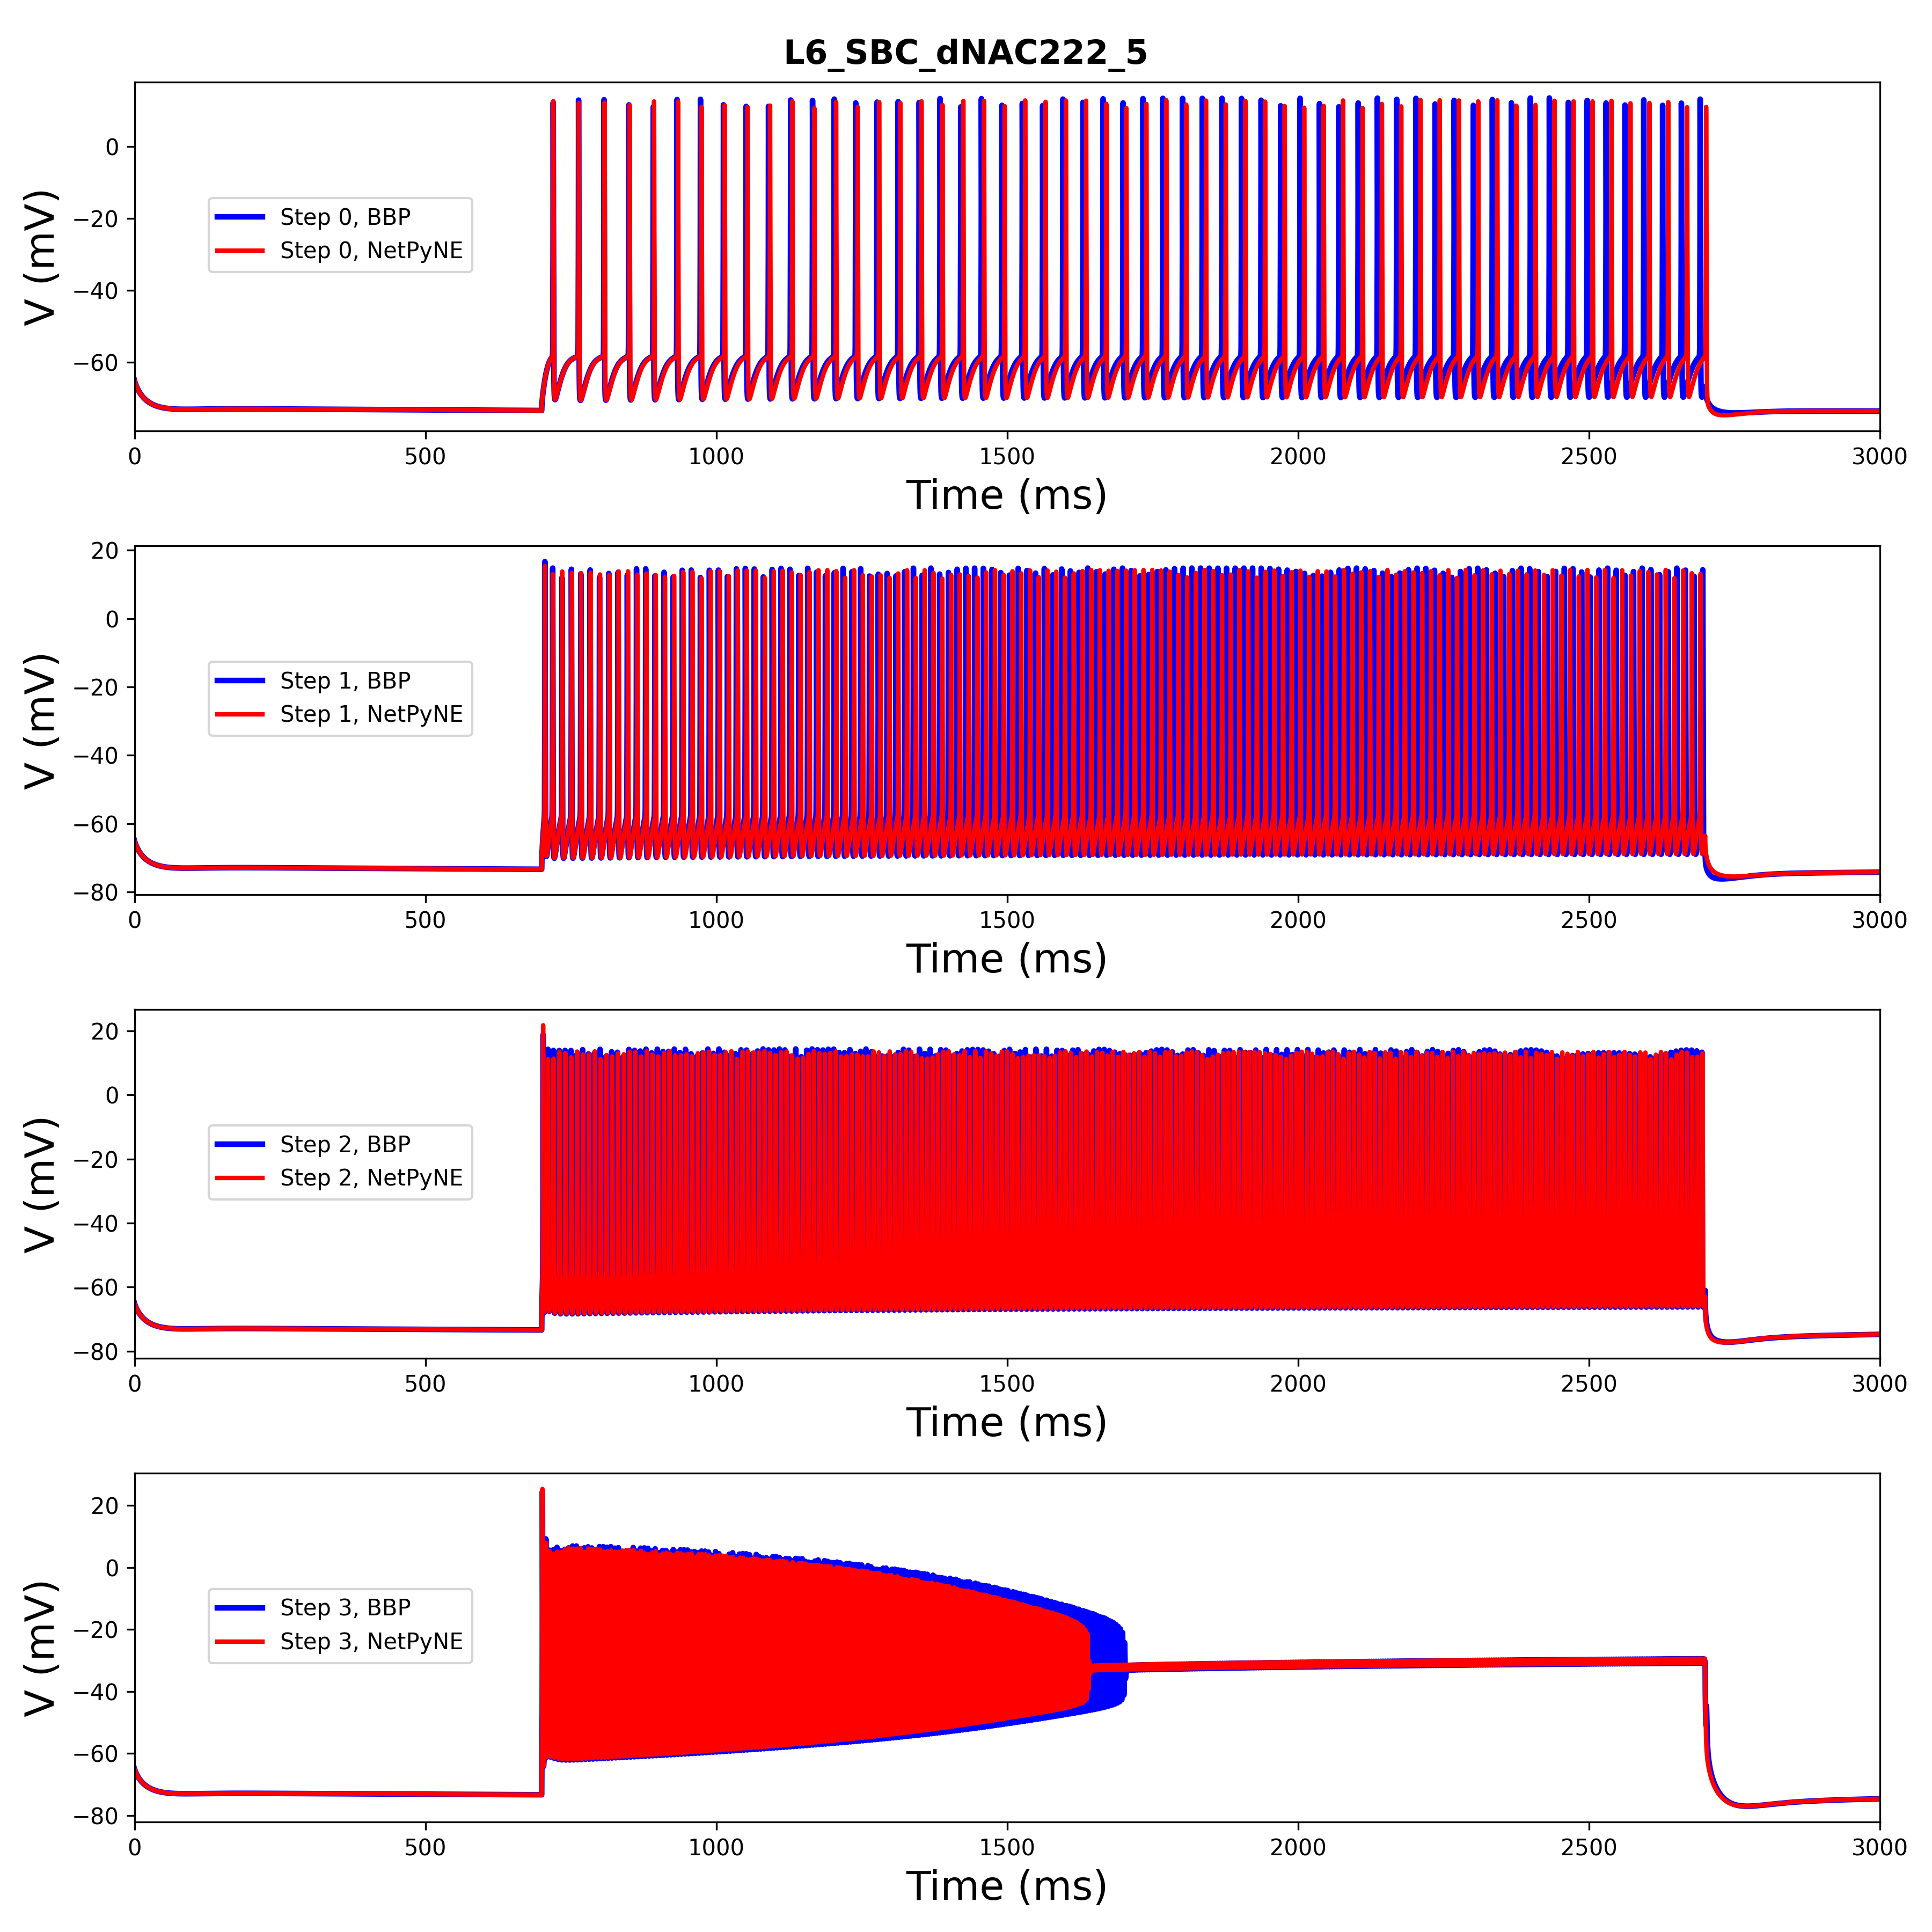 L6_SBC_dNAC222_5
0
−20
−40
−60
V (mV)
Step 0, BBP
Step 0, NetPyNE
0 500 1000 1500 2000 2500 3000
Time (ms)
20
0
−20
−40
−60
−80
V (mV)
Step 1, BBP
Step 1, NetPyNE
0 500 1000 1500 2000 2500 3000
Time (ms)
20
0
−20
−40
−60
−80
V (mV)
Step 2, BBP
Step 2, NetPyNE
0 500 1000 1500 2000 2500 3000
Time (ms)
20
0
−20
−40
−60
−80
V (mV)
Step 3, BBP
Step 3, NetPyNE
0 500 1000 1500 2000 2500 3000
Time (ms)